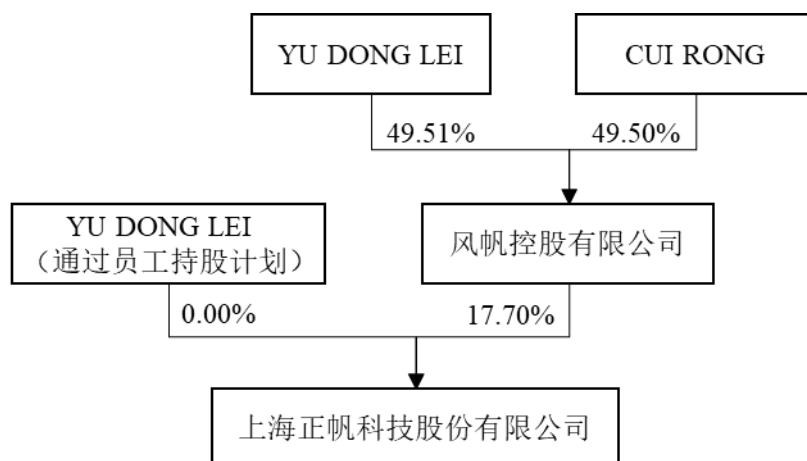 YU DONG LEI
CUI RONG
49.51%
49.50%
YU DONG LEI
（通过员工持股计划）
风帆控股有限公司
0.00%
17.70%
上海正帆科技股份有限公司